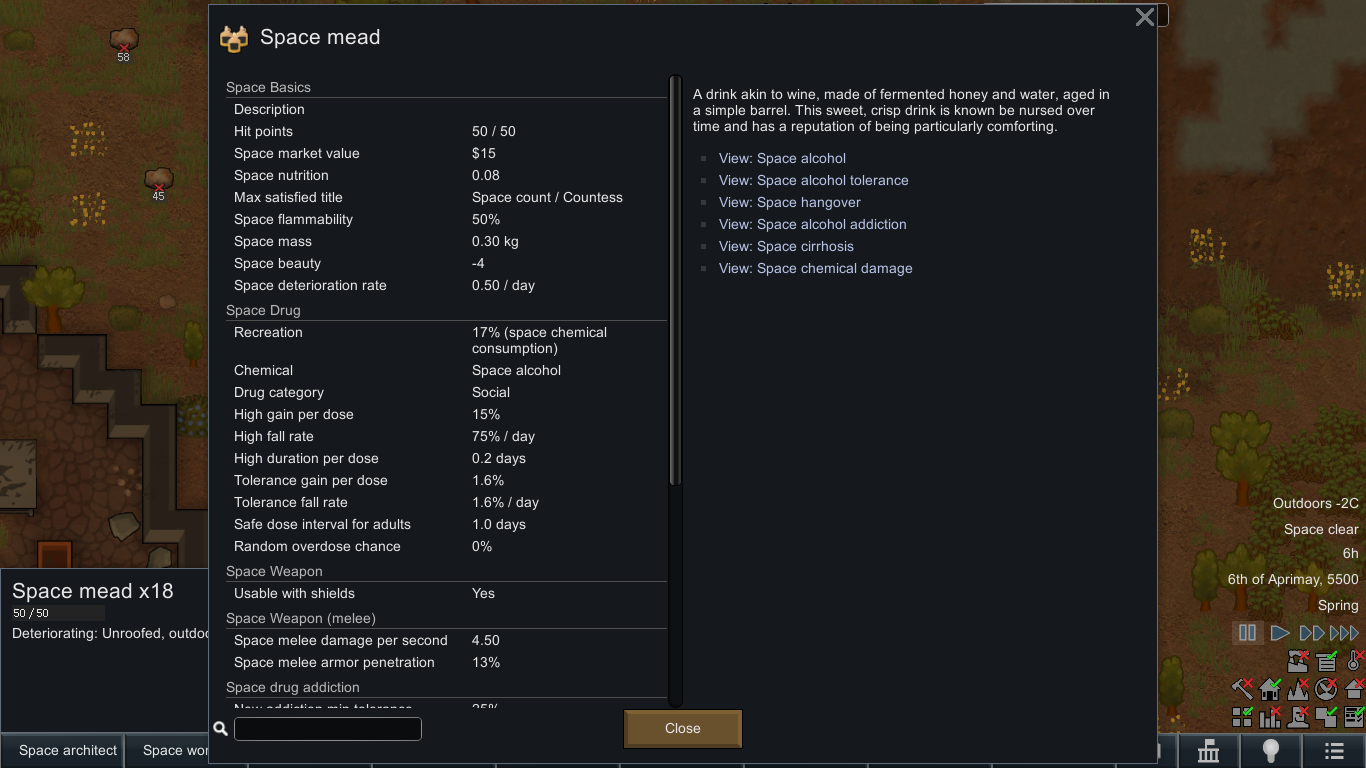 Space mead
Space Basics
Description
Hit points 50 / 50
Space market value $15
Space nutrition 0.08
Max satisfied title Space count / Countess
Space flammability 50%
Space mass 0.30 kg
Space beauty -4
Space deterioration rate 0.50 / day
Space Drug
Recreation 17% (space chemical
consumption)
Chemical Space alcohol
Drug category Social
High gain per dose 15%
High fall rate 75% / day
High duration per dose 0.2 days
Tolerance gain per dose 1.6%
Tolerance fall rate 1.6% / day
Safe dose interval for adults 1.0 days
Random overdose chance 0%
Space Weapon
Usable with shields Yes
Space Weapon (melee)
Space melee damage per second 4.50
Space melee armor penetration 13%
Space drug addiction
A drink akin to wine, made of fermented honey and water, aged in
a simple barrel. This sweet, crisp drink is known be nursed over
time and has a reputation of being particularly comforting.
View: Space alcohol
View: Space alcohol tolerance
View: Space hangover
View: Space alcohol addiction
View: Space cirrhosis
View: Space chemical damage
Close
58
45
Space mead x18
50 / 50
Deteriorating: Unroofed, outdoo
Space architect
Space wor
Outdoors -2C
Space clear
6h
6th of Aprimay, 5500
Spring